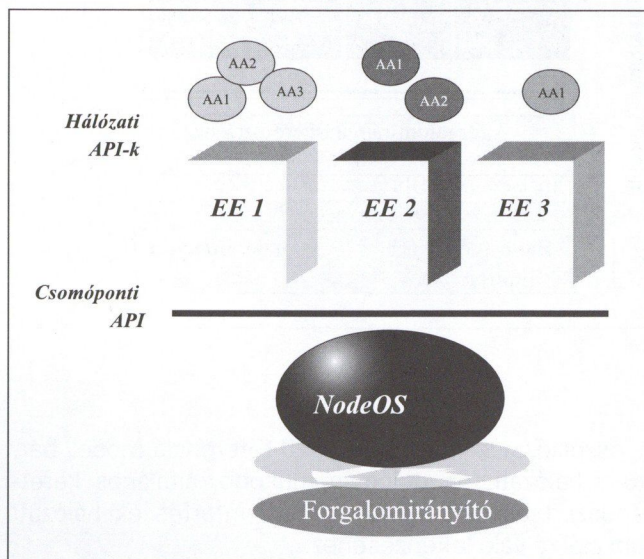 AA2
AA1
AA3
AA1
AA2
AA1
Hálózati
API-k
EE 1
EE 2
EE 3
Csomóponti
API
NodeOS
Forgalomirányító